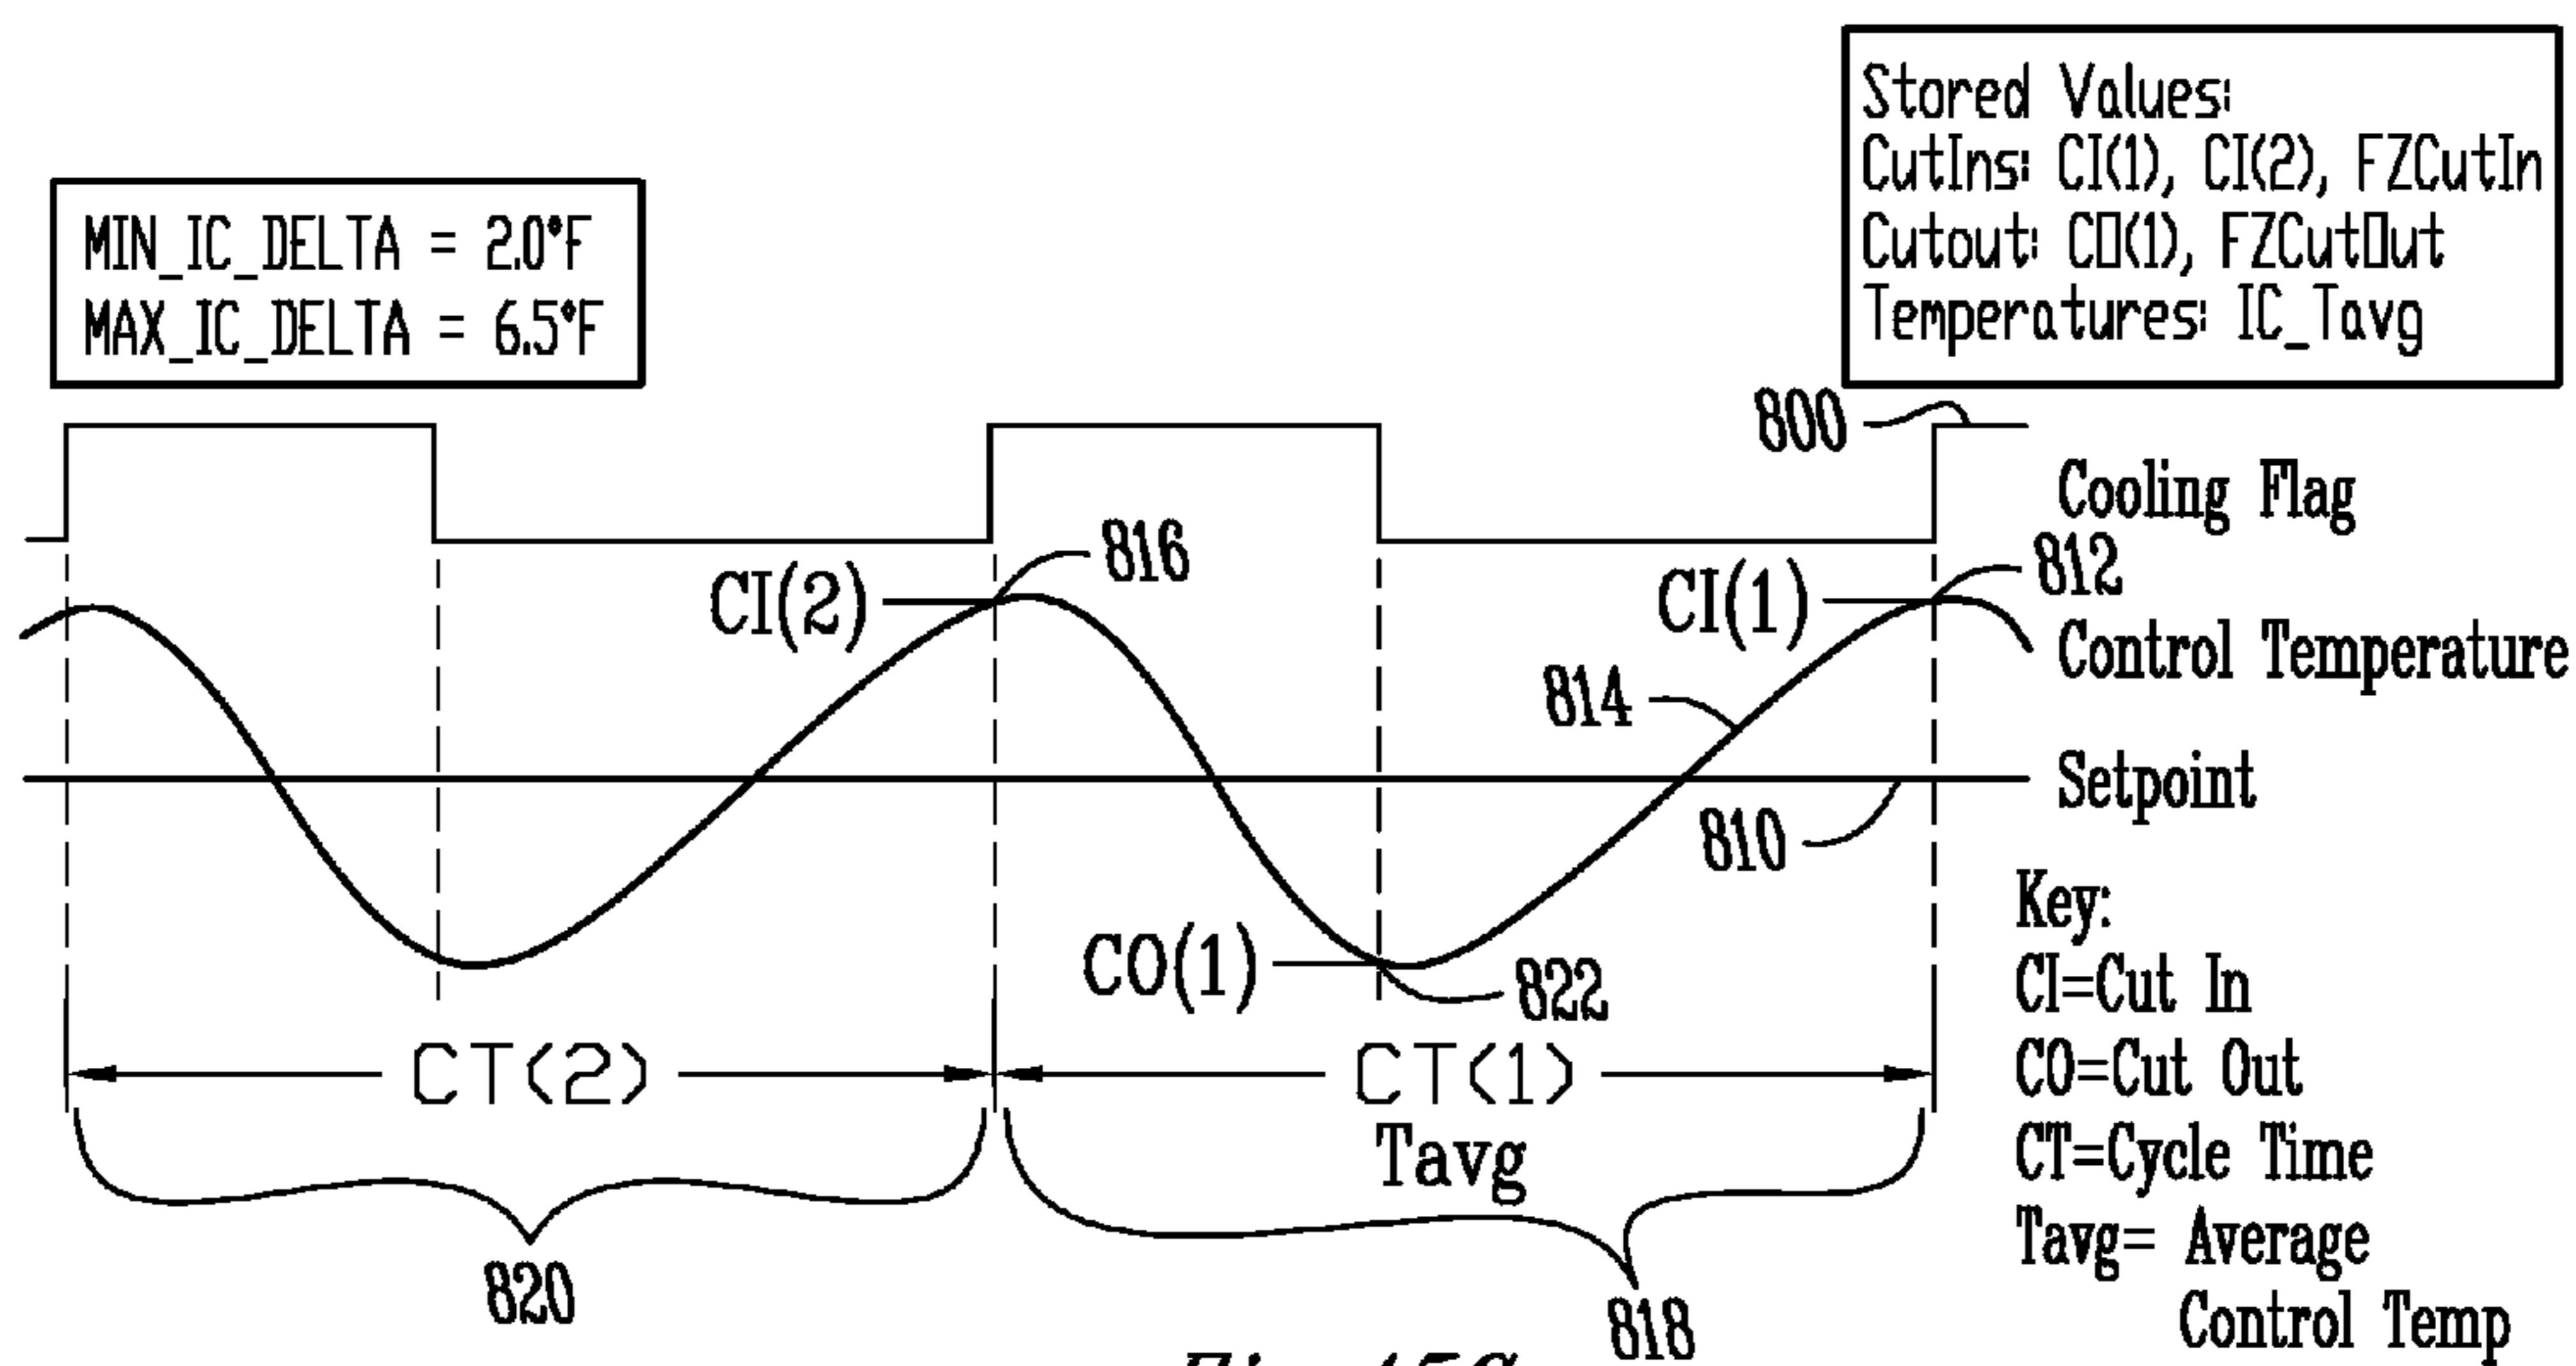 Stored Values:
CutIns: CI(1), CI(2), FZCutIn
Cutout: CO(1), FZCutOut
Temperatures: IC_Tavg
MIN_IC_DELTA = 2.0°F
MAX_IC_DELTA = 6.5°F
800
Cooling Flag
816
CI(2)
CI(1)
812
Control Temperature
814
Setpoint
810
CO(1)
822
Key:
CI=Cut In
CO=Cut Out
CT=Cycle Time
Tavg= Average
Control Temp
CT(2)
CT(1)
Tavg
820
818